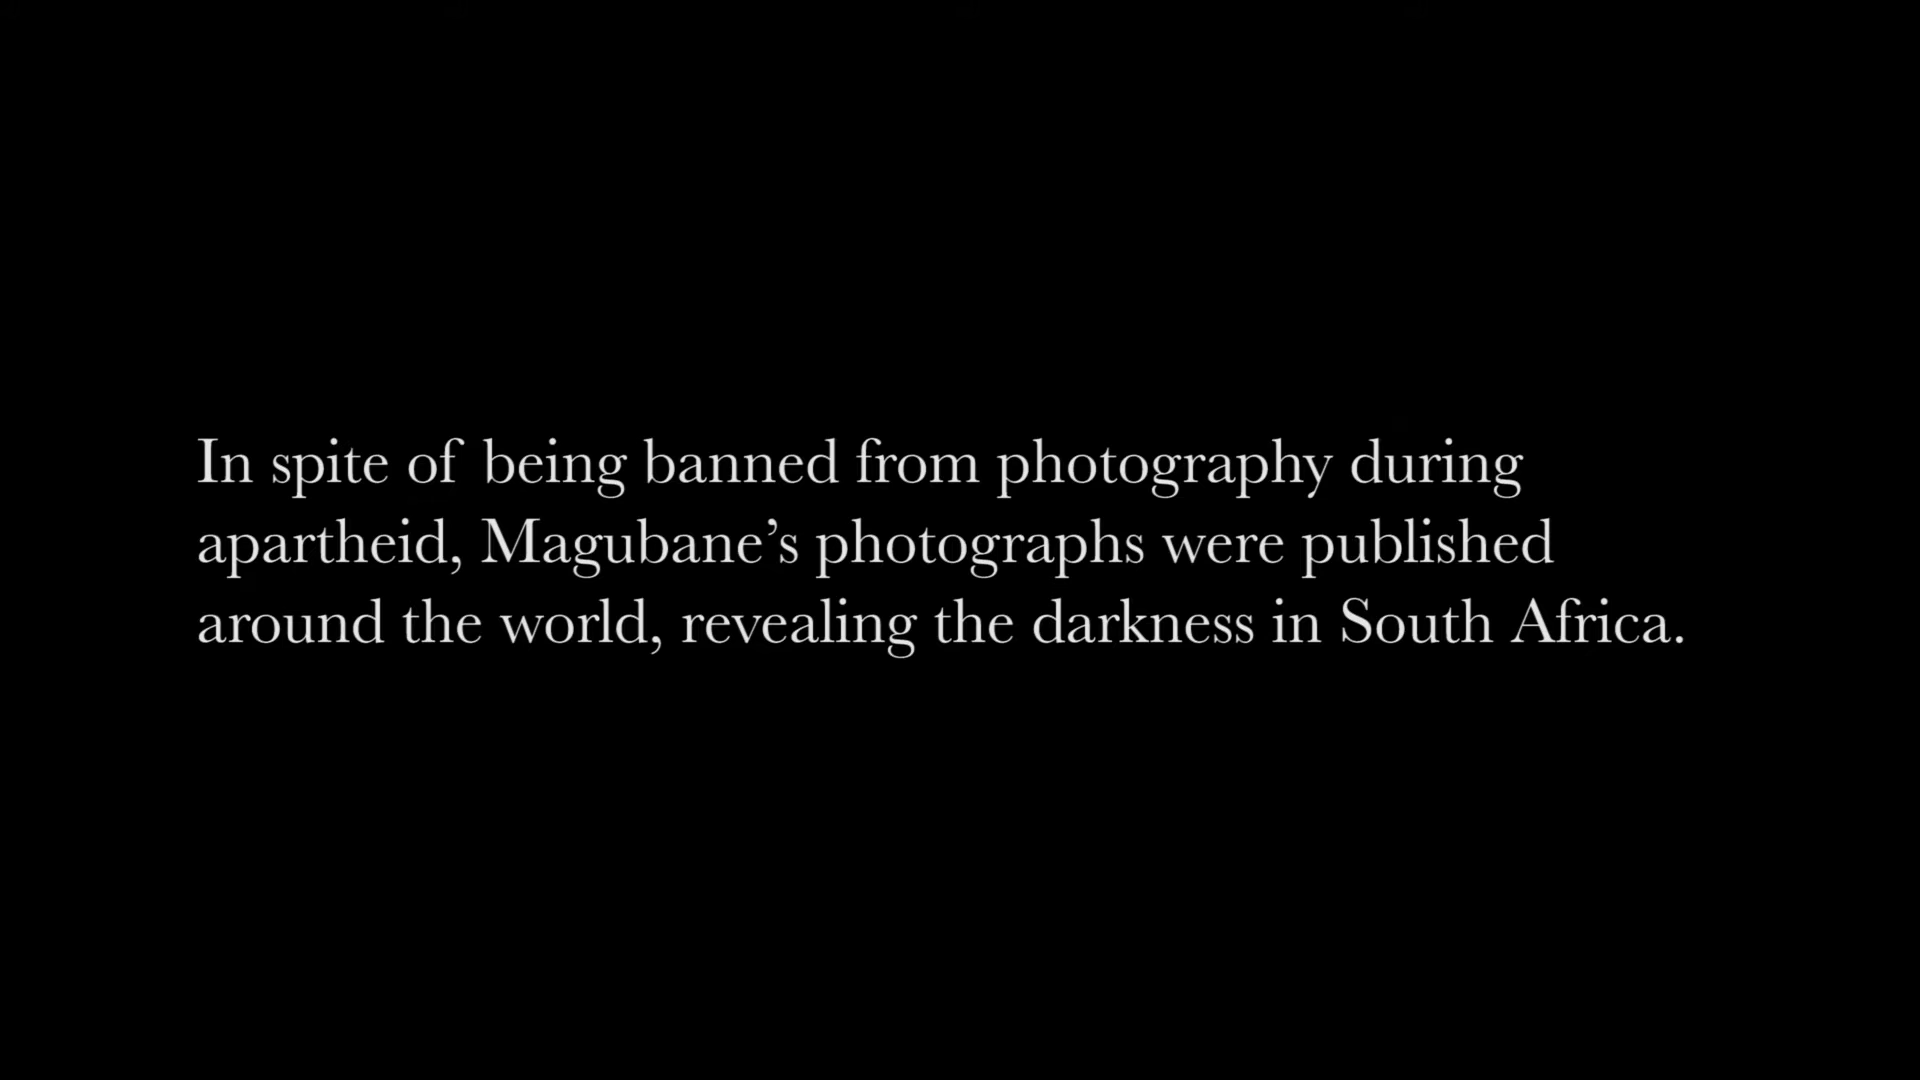 In spite of being banned from photography during
apartheid, Magubane’s photographs were published
around the world, revealing the darkness in South Africa.